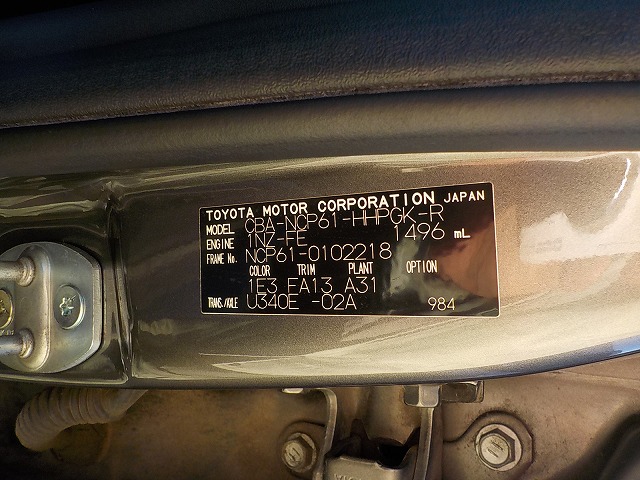 TOYOTA MOTOR CORPORATION JAPAN
MODEL CBA-NCP61-HHPGK-R
ENGINE 1NZ-FE 1496 mL
FRAME No. NCP61-0102218
COLOR TRIM PLANT OPTION
1E3 FA13 A31
TRANS./AXLE U340E -02A 984